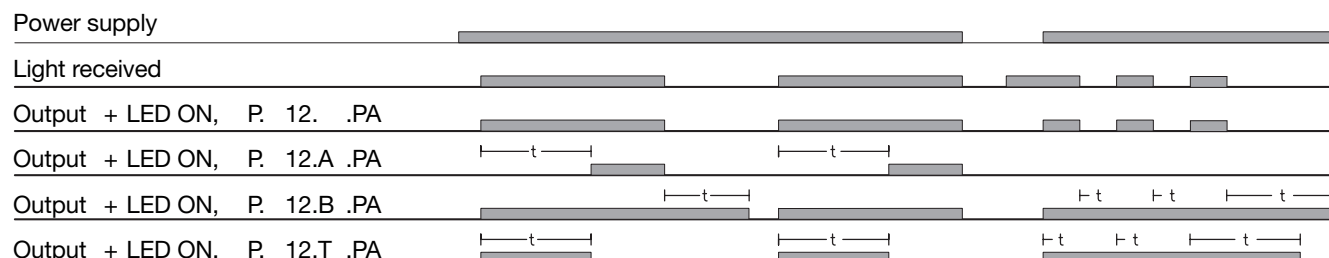 Power supply
Light received
Output + LED ON, P. 12. .PA
Output + LED ON, P. 12.A .PA
t t
Output + LED ON, P. 12.B .PA
t t t t
Output + LED ON, P. 12.T .PA
t t t t t